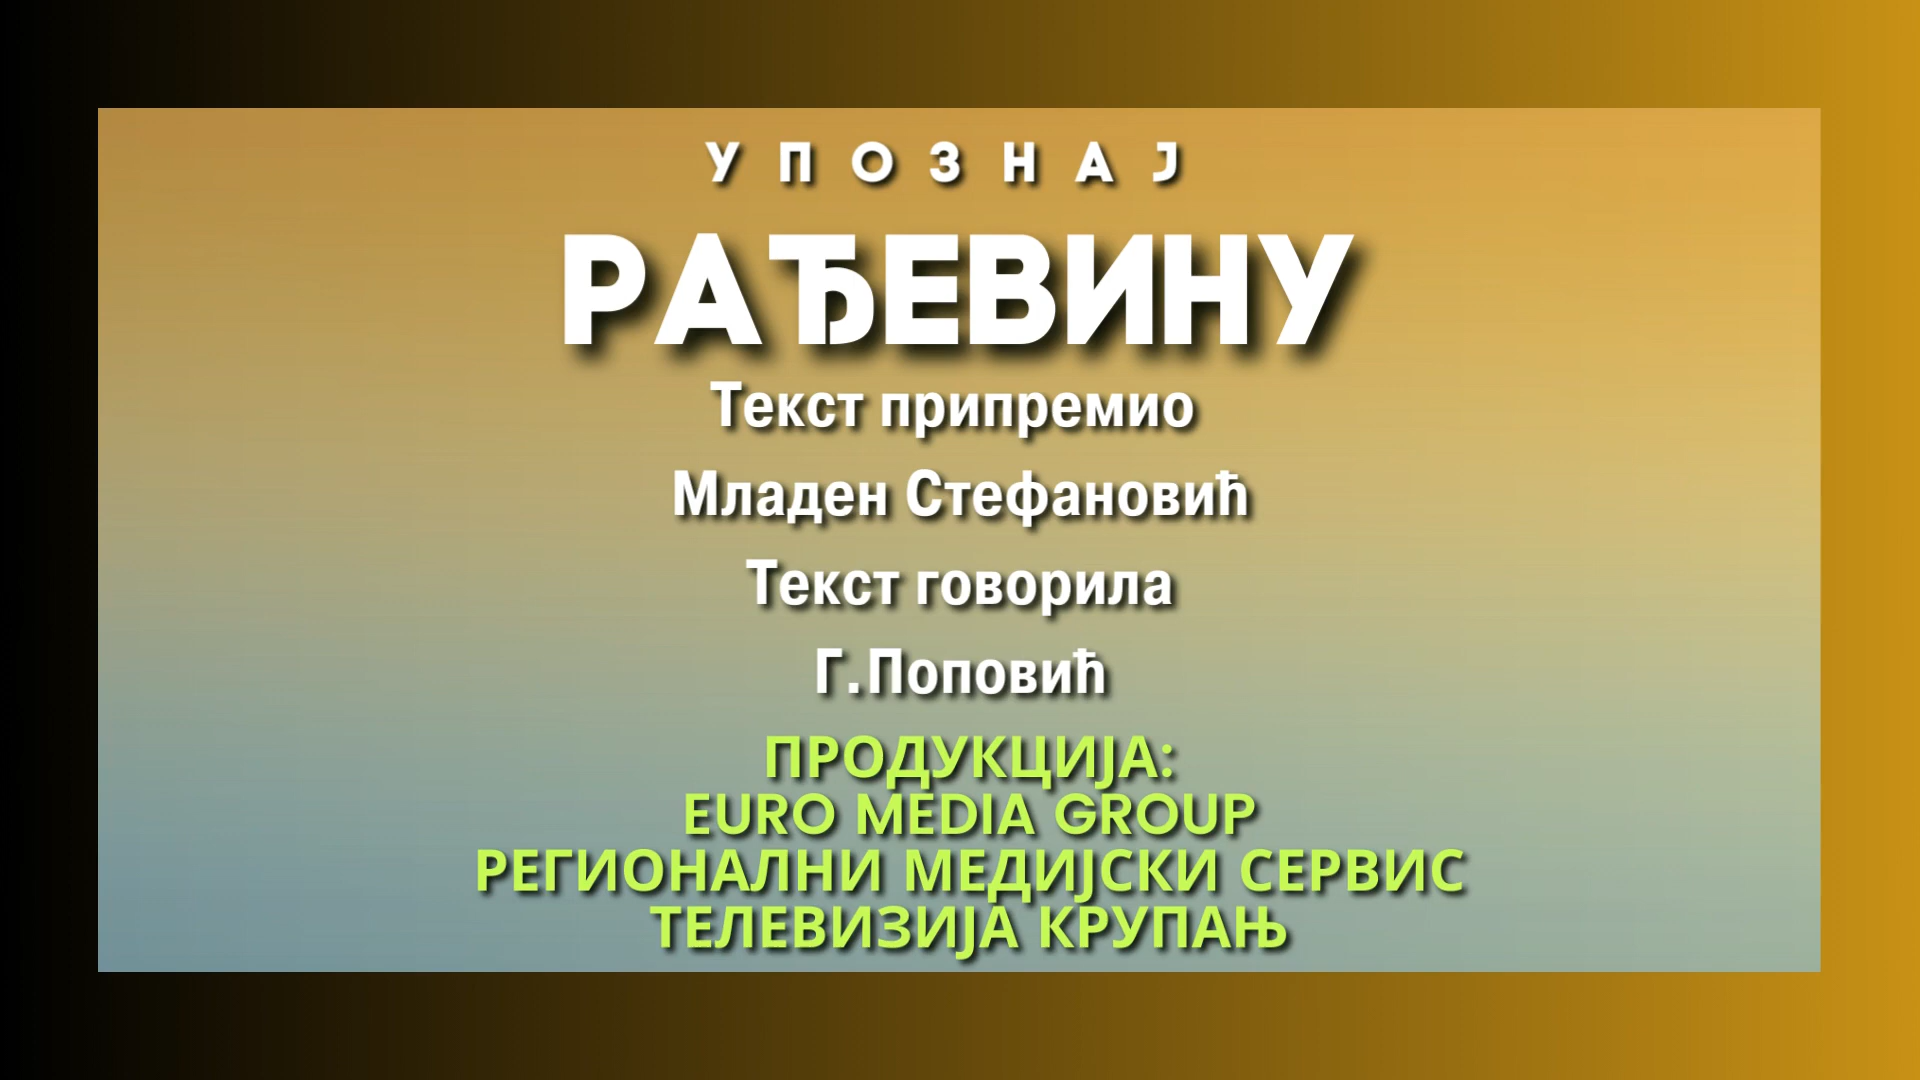 УПОЗНАЈ
РАЂЕВИНУ
Текст припремио
Младен Стефановић
Текст говорила
Г.Поповић
ПРОДУКЦИЈА:
EURO MEDIA GROUP
РЕГИОНАЛНИ МЕДИЈСКИ СЕРВИС
ТЕЛЕВИЗИЈА КРУПАЊ